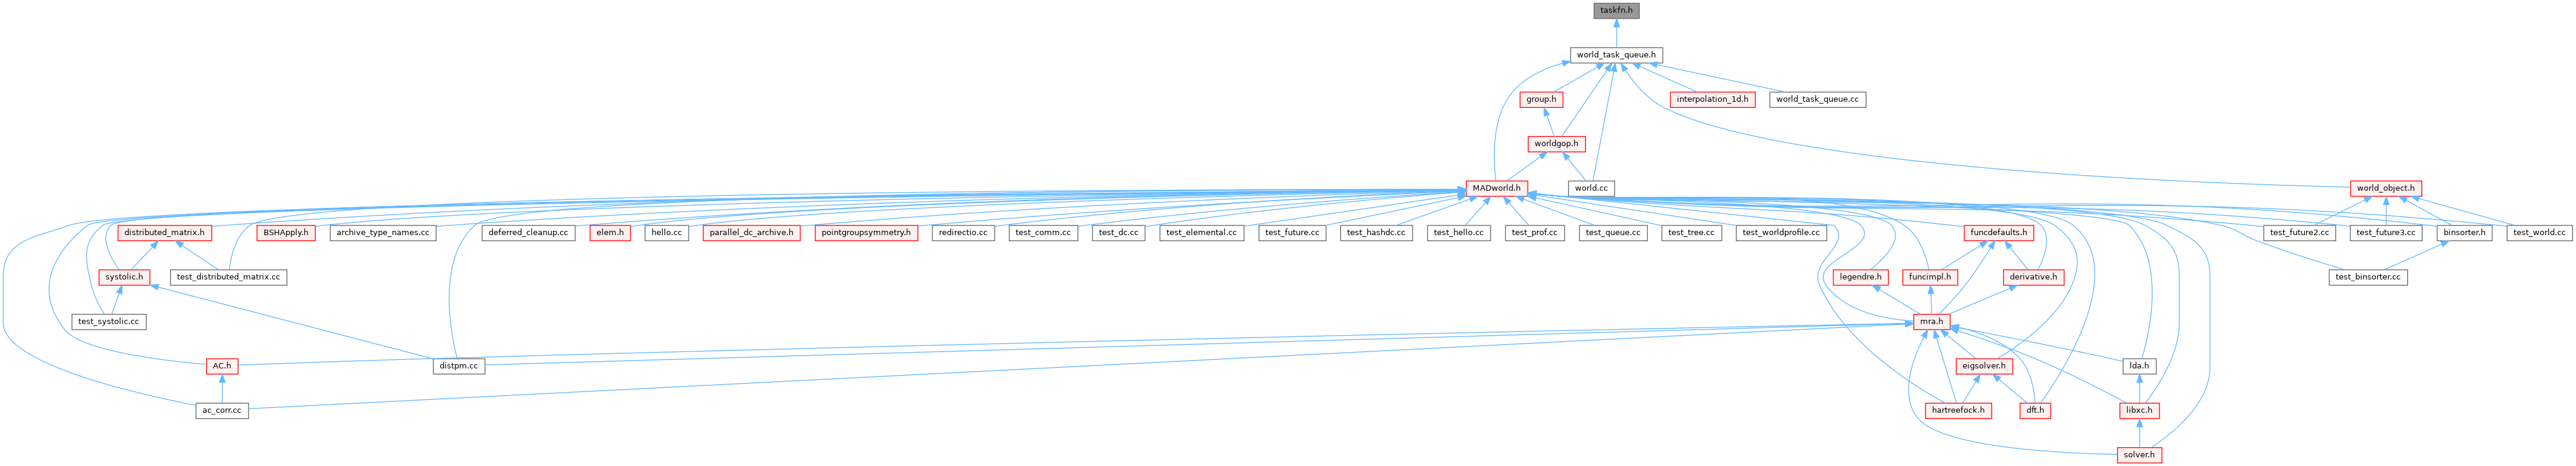 taskfn.h
world_task_queue.h
group.h
interpolation_1d.h
world_task_queue.cc
worldgop.h
MADworld.h
world.cc
world_object.h
distributed_matrix.h
BSHApply.h
archive_type_names.cc
deferred_cleanup.cc
elem.h
hello.cc
parallel_dc_archive.h
pointgroupsymmetry.h
redirectio.cc
test_comm.cc
test_dc.cc
test_elemental.cc
test_future.cc
test_hashdc.cc
test_hello.cc
test_prof.cc
test_queue.cc
test_tree.cc
test_worldprofile.cc
funcdefaults.h
test_future2.cc
test_future3.cc
binsorter.h
test_world.cc
systolic.h
test_distributed_matrix.cc
legendre.h
funcimpl.h
derivative.h
test_binsorter.cc
test_systolic.cc
mra.h
AC.h
distpm.cc
eigsolver.h
lda.h
ac_corr.cc
hartreefock.h
dft.h
libxc.h
solver.h